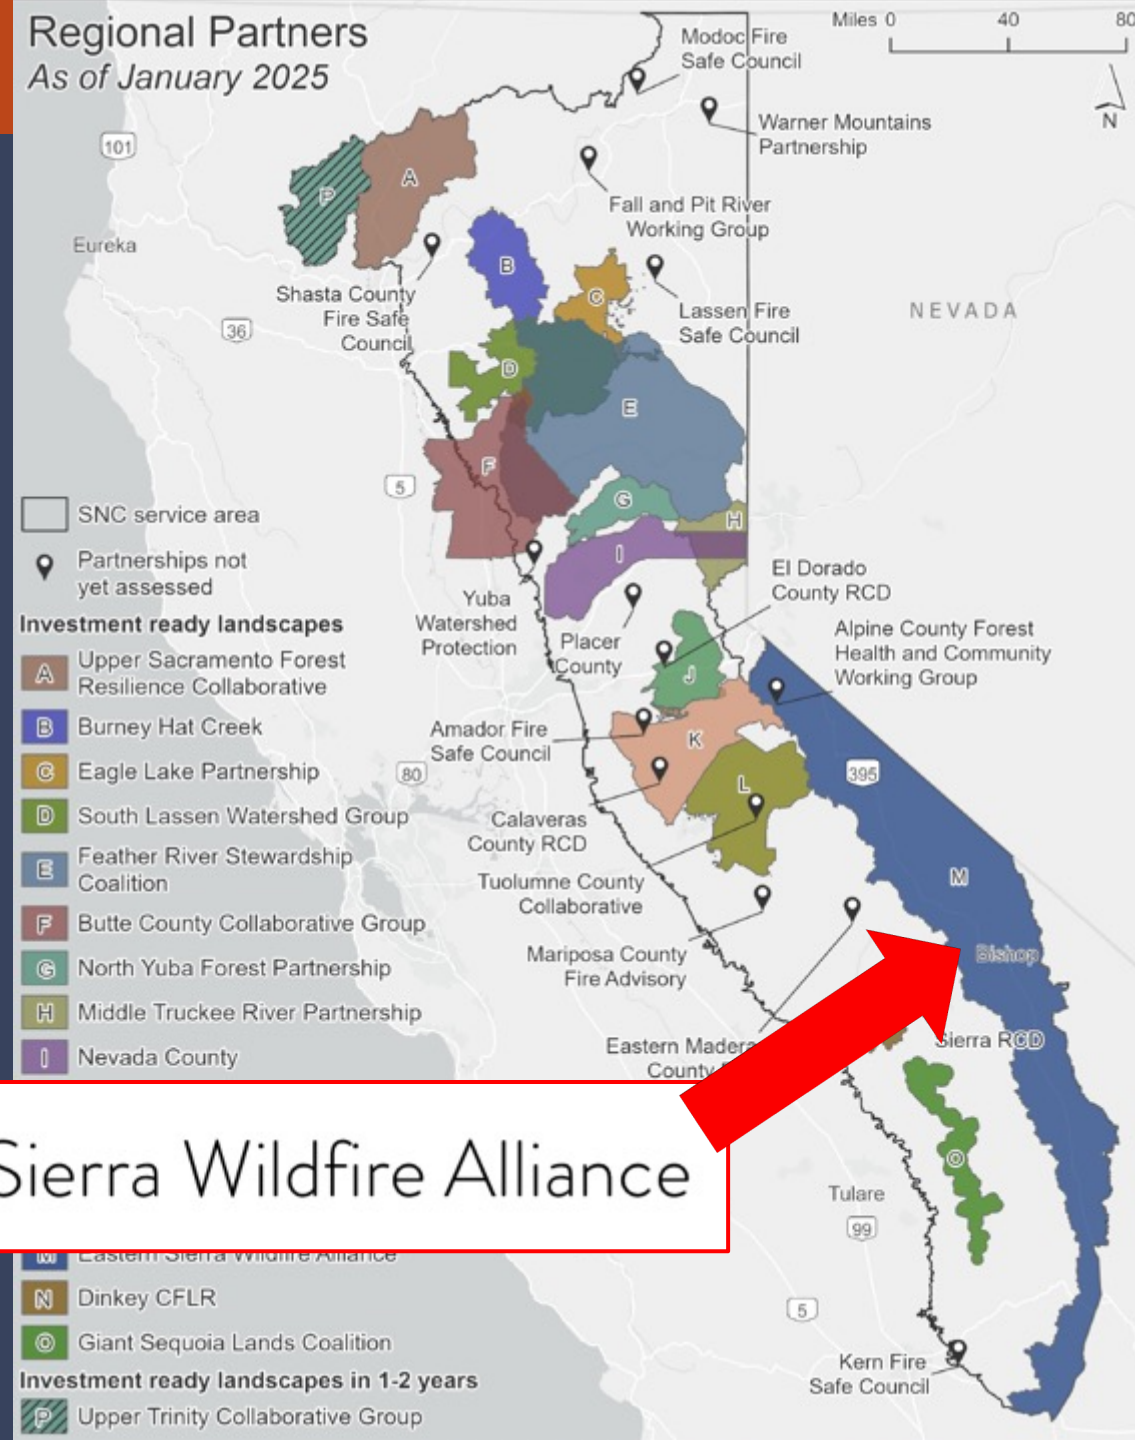 Regional Partners
As of January 2025
Miles 0 40 80
N
Modoc Fire
Safe Council
Warner Mountains
Partnership
Fall and Pit River
Working Group
101
P
A
Eureka
B
C
Shasta County
Fire Safe
Council
Lassen Fire
Safe Council
NEVADA
36
D
E
F
5
G
H
I
SNC service area
Partnerships not
yet assessed
Yuba
Watershed
Protection
Placer
County
El Dorado
County RCD
Alpine County Forest
Health and Community
Working Group
J
K
Amador Fire
Safe Council
80
395
L
Calaveras
County RCD
Tuolumne County
Collaborative
M
Mariposa County
Fire Advisory
Bishop
Eastern Madera
County
Sierra RCD
O
Tulare
99
5
Kern Fire
Safe Council
Investment ready landscapes
A Upper Sacramento Forest
Resilience Collaborative
B Burney Hat Creek
C Eagle Lake Partnership
D South Lassen Watershed Group
E Feather River Stewardship
Coalition
F Butte County Collaborative Group
G North Yuba Forest Partnership
H Middle Truckee River Partnership
I Nevada County
Sierra Wildfire Alliance
M Eastern Sierra Wildfire Alliance
N Dinkey CFLR
O Giant Sequoia Lands Coalition
Investment ready landscapes in 1-2 years
P Upper Trinity Collaborative Group